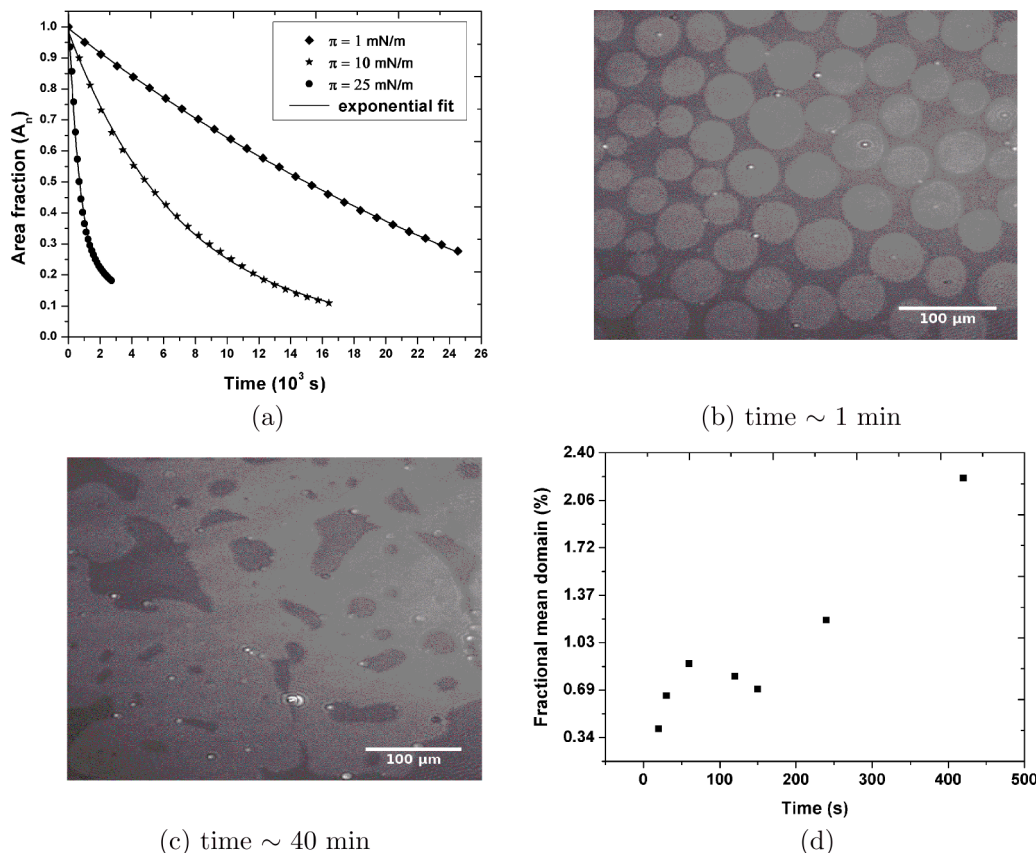 1.0
0.9
0.8
0.7
0.6
0.5
0.4
0.3
0.2
0.1
0.0
Area fraction (Aₙ)
π = 1 mN/m
π = 10 mN/m
π = 25 mN/m
exponential fit
0 2 4 6 8 10 12 14 16 18 20 22 24 26
Time (10³ s)
(a)
100 µm
(b) time ∼ 1 min
100 µm
(c) time ∼ 40 min
2.40
2.06
1.72
1.37
1.03
0.69
0.34
Fractional mean domain (%)
0 100 200 300 400 500
Time (s)
(d)